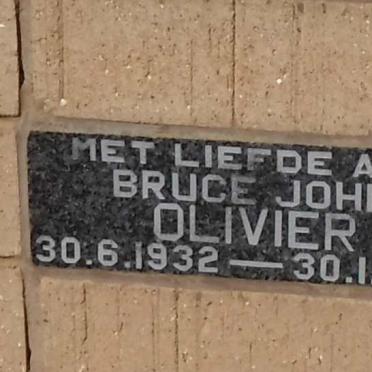 MET LIEFDE A
BRUCE JOH
OLIVIER
30.6.1932 — 30.1